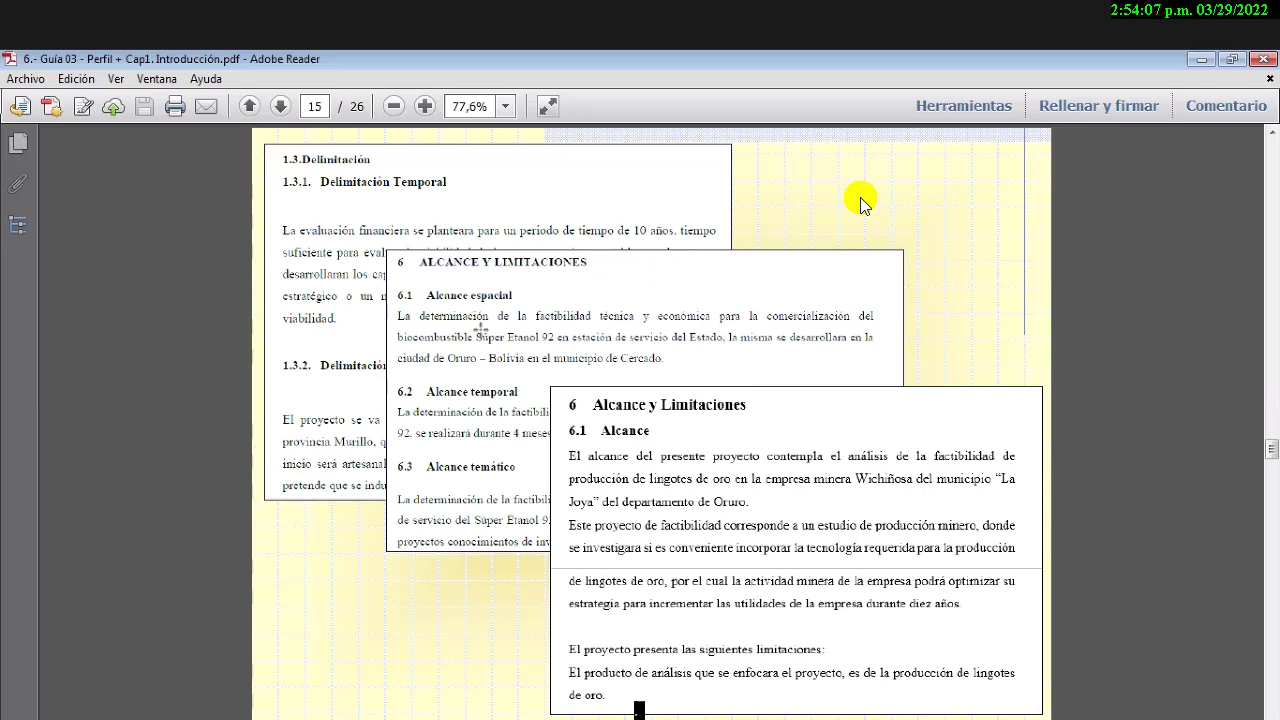 2:54:07 p.m. 03/29/2022
6.- Guía 03 - Perfil + Cap1. Introducción.pdf - Adobe Reader
Archivo Edición Ver Ventana Ayuda
15 / 26 77,6% Herramientas Rellenar y firmar Comentario
1.3.Delimitación
1.3.1. Delimitación Temporal
La evaluación financiera se planteara para un periodo de tiempo de 10 años, tiempo
suficiente para
desarrollaran los
estratégico o un
viabilidad.
1.3.2.
El proyecto se va
provincia Murillo,
inicio será
pretende que se
6 ALCANCE Y LIMITACIONES
6.1 Alcance espacial
La determinación de la factibilidad técnica y económica para la comercialización del
biocombustible Súper Etanol 92 en estación de servicio del Estado, la misma se desarrollara en la
ciudad de Oruro – Bolivia en el municipio de Cercado.
6.2 Alcance temporal
La determinación de la
92, se realizará durante 4 meses
6.3 Alcance temático
La determinación de la
de servicio del Súper Etanol
proyectos conocimientos de
6 Alcance y Limitaciones
6.1 Alcance
El alcance del presente proyecto contempla el análisis de la factibilidad de
producción de lingotes de oro en la empresa minera Wichiñosa del municipio “La
Joya” del departamento de Oruro.
Este proyecto de factibilidad corresponde a un estudio de producción minero, donde
se investigara si es conveniente incorporar la tecnología requerida para la producción
de lingotes de oro, por el cual la actividad minera de la empresa podrá optimizar su
estrategia para incrementar las utilidades de la empresa durante diez años.
El proyecto presenta las siguientes limitaciones:
El producto de análisis que se enfocara el proyecto, es de la producción de lingotes
de oro.